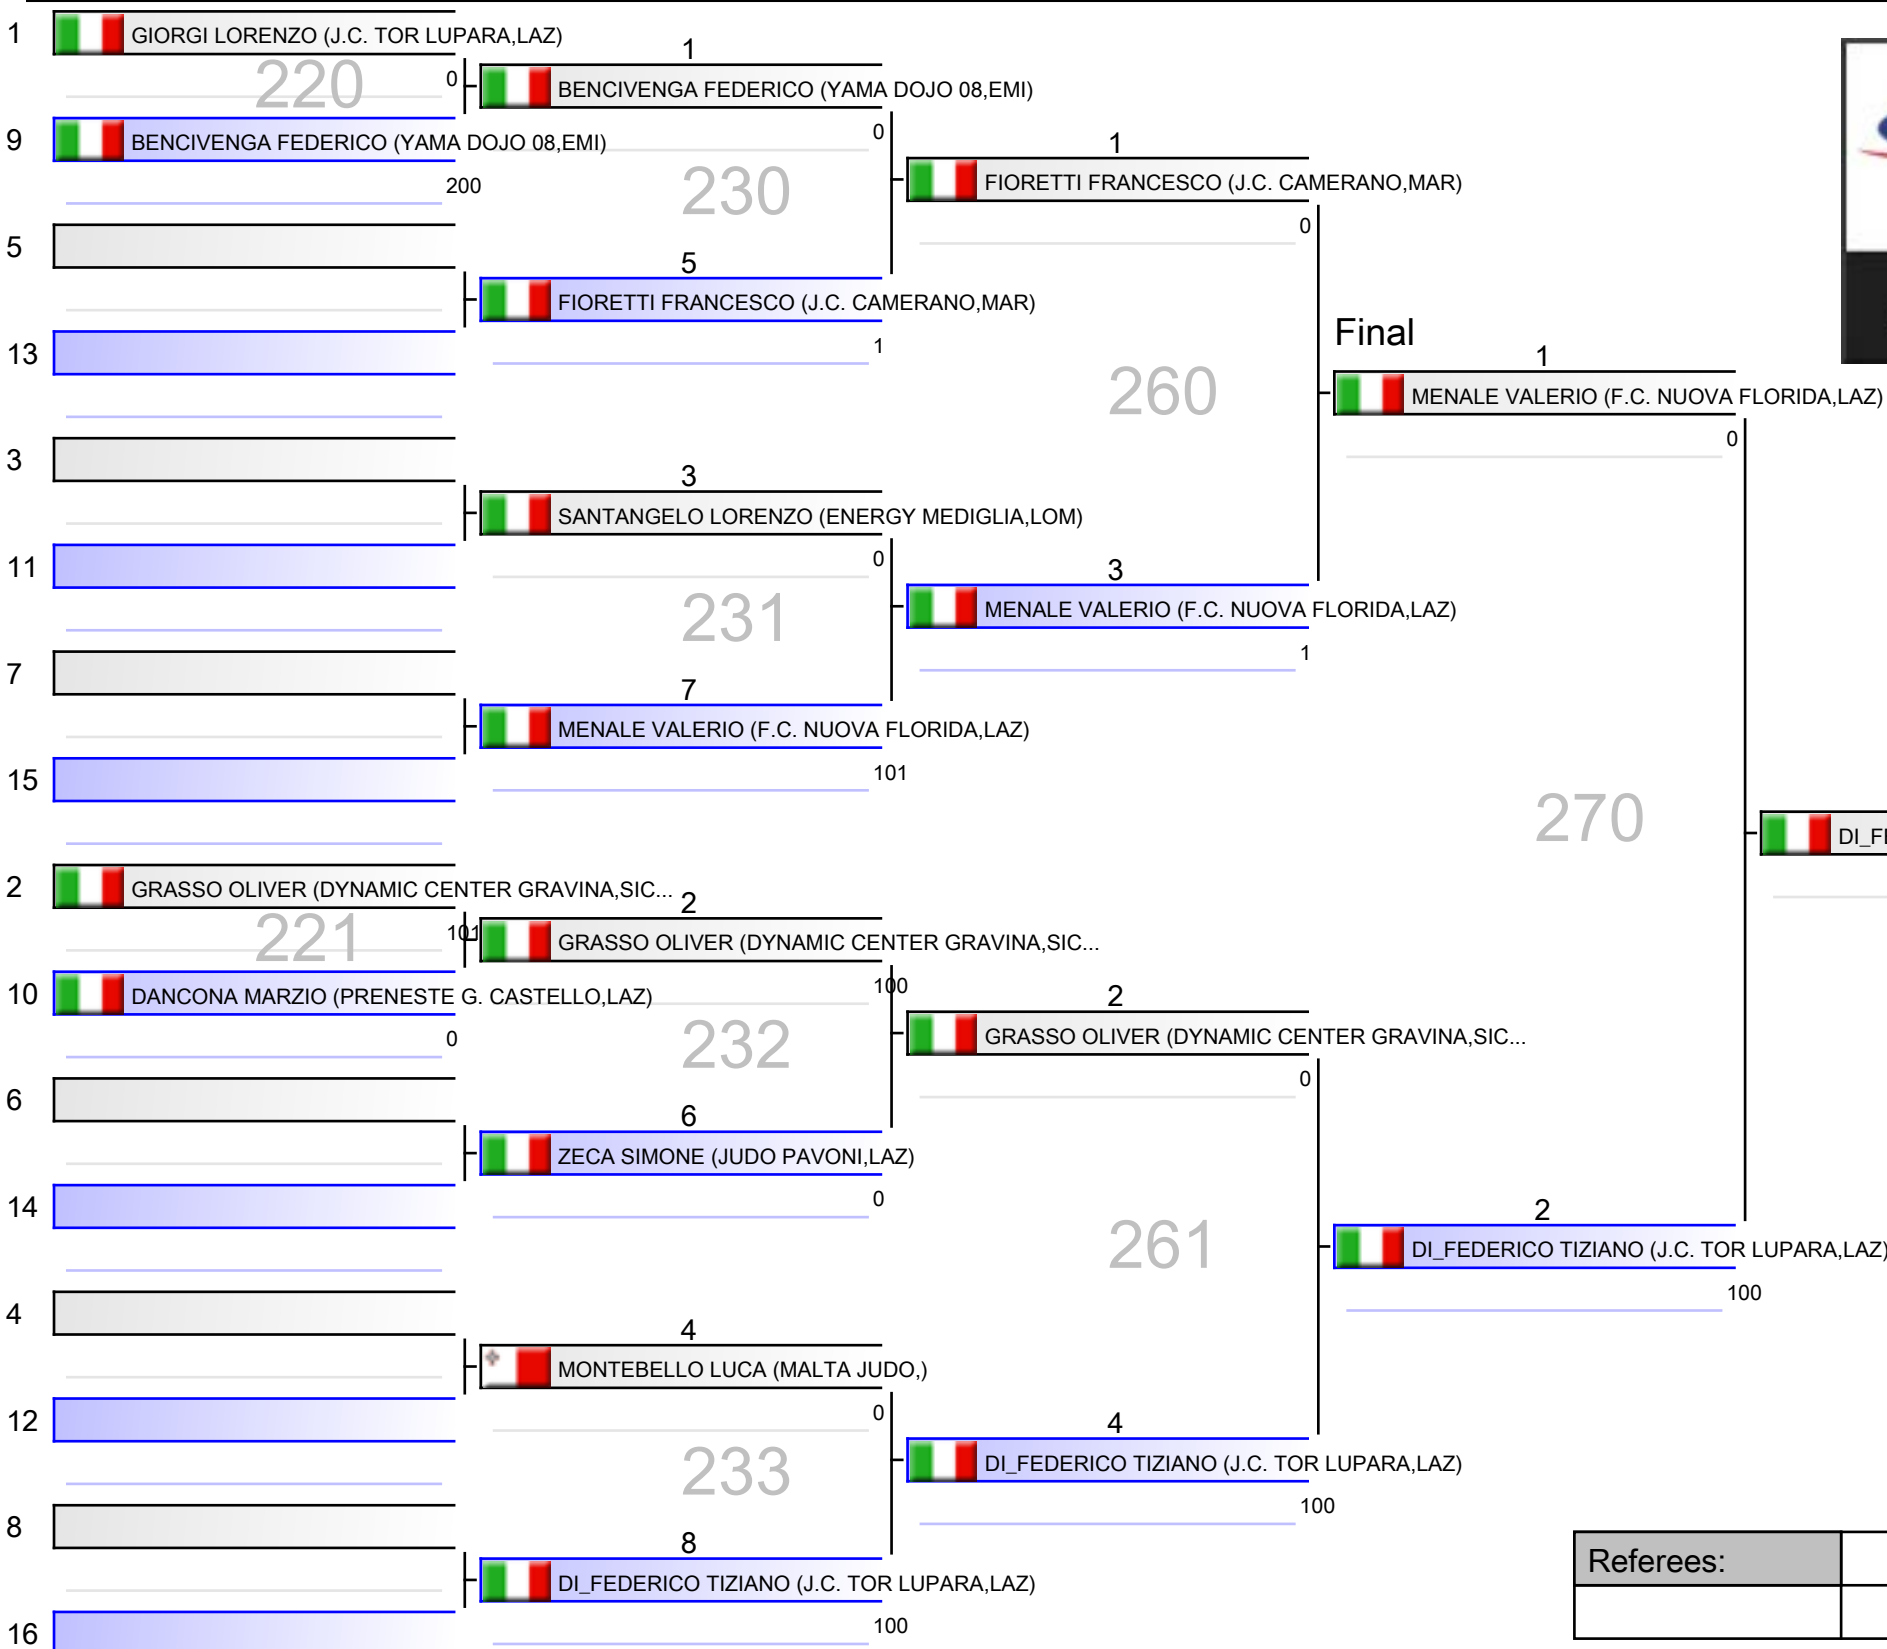 1 GIORGI LORENZO (J.C. TOR LUPARA,LAZ)
220
0
9 BENCIVENGA FEDERICO (YAMA DOJO 08,EMI)
200
5
13
3
11
7
15
2 GRASSO OLIVER (DYNAMIC CENTER GRAVINA,SIC...
221
101
10 DANCONA MARZIO (PRENESTE G. CASTELLO,LAZ)
0
6
14
4
12
8
16
1
BENCIVENGA FEDERICO (YAMA DOJO 08,EMI)
0
230
5
FIORETTI FRANCESCO (J.C. CAMERANO,MAR)
1
3
SANTANGELO LORENZO (ENERGY MEDIGLIA,LOM)
0
231
7
MENALE VALERIO (F.C. NUOVA FLORIDA,LAZ)
101
2
GRASSO OLIVER (DYNAMIC CENTER GRAVINA,SIC...
100
232
6
ZECA SIMONE (JUDO PAVONI,LAZ)
0
4
MONTEBELLO LUCA (MALTA JUDO,)
0
233
8
DI_FEDERICO TIZIANO (J.C. TOR LUPARA,LAZ)
100
1
FIORETTI FRANCESCO (J.C. CAMERANO,MAR)
0
260
3
MENALE VALERIO (F.C. NUOVA FLORIDA,LAZ)
1
2
GRASSO OLIVER (DYNAMIC CENTER GRAVINA,SIC...
0
261
4
DI_FEDERICO TIZIANO (J.C. TOR LUPARA,LAZ)
100
Final
1
MENALE VALERIO (F.C. NUOVA FLORIDA,LAZ)
0
270
2
DI_FEDERICO TIZIANO (J.C. TOR LUPARA,LAZ)
100
Referees: